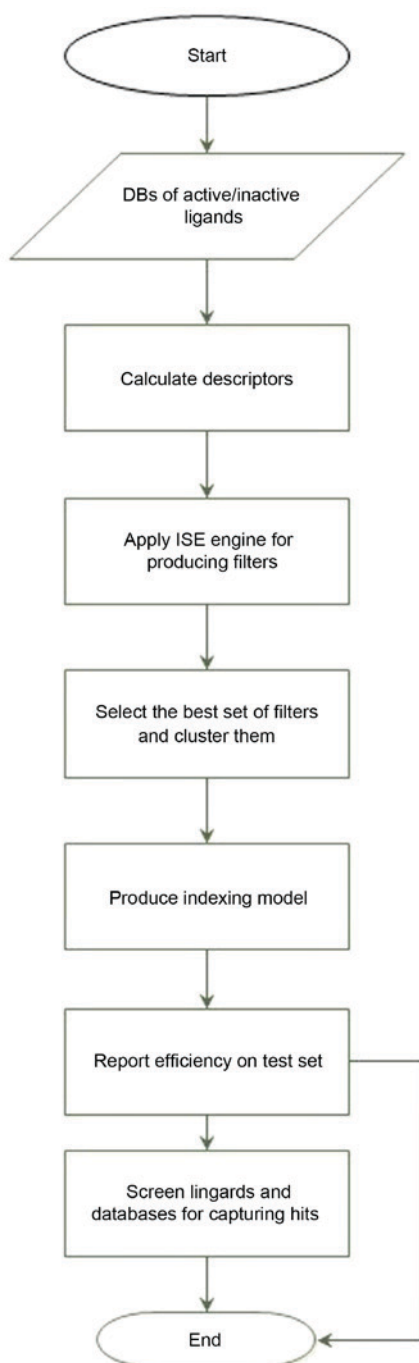 Start
DBs of active/inactive
ligands
Calculate descriptors
Apply ISE engine for
producing filters
Select the best set of filters
and cluster them
Produce indexing model
Report efficiency on test set
Screen lingards and
databases for capturing hits
End